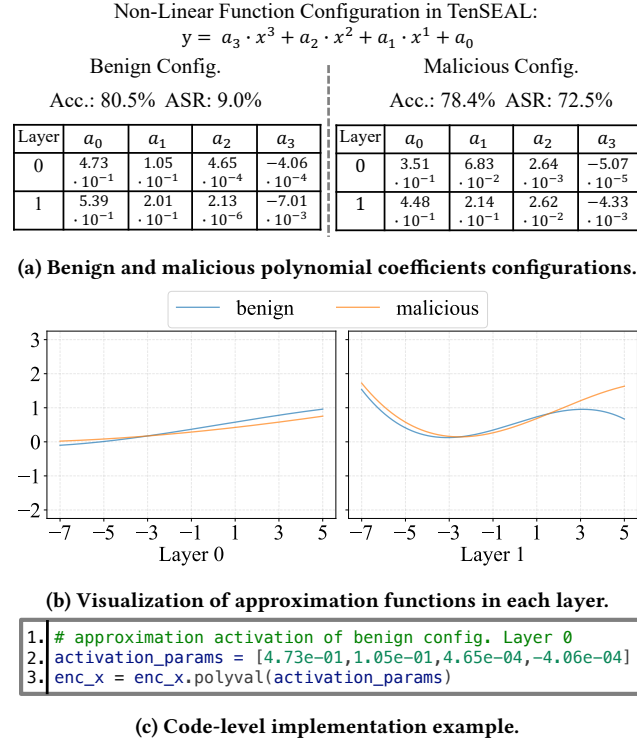 Non-Linear Function Configuration in TenSEAL:
y = a₃ · x³ + a₂ · x² + a₁ · x¹ + a₀
Benign Config. Malicious Config.
Acc.: 80.5% ASR: 9.0% Acc.: 78.4% ASR: 72.5%
Layer a₀ a₁ a₂ a₃ Layer a₀ a₁ a₂ a₃
0 4.73 · 10⁻¹ 1.05 · 10⁻¹ 4.65 · 10⁻⁴ −4.06 · 10⁻⁴ 0 3.51 · 10⁻¹ 6.83 · 10⁻² 2.64 · 10⁻³ −5.07 · 10⁻⁵
1 5.39 · 10⁻¹ 2.01 · 10⁻¹ 2.13 · 10⁻⁶ −7.01 · 10⁻³ 1 4.48 · 10⁻¹ 2.14 · 10⁻¹ 2.62 · 10⁻² −4.33 · 10⁻³
(a) Benign and malicious polynomial coefficients configurations.
benign malicious
3
2
1
0
−1
−2
−7 −5 −3 −1 1 3 5 −7 −5 −3 −1 1 3 5
Layer 0 Layer 1
(b) Visualization of approximation functions in each layer.
1. # approximation activation of benign config. Layer 0
2. activation_params = [4.73e-01,1.05e-01,4.65e-04,-4.06e-04]
3. enc_x = enc_x.polyval(activation_params)
(c) Code-level implementation example.